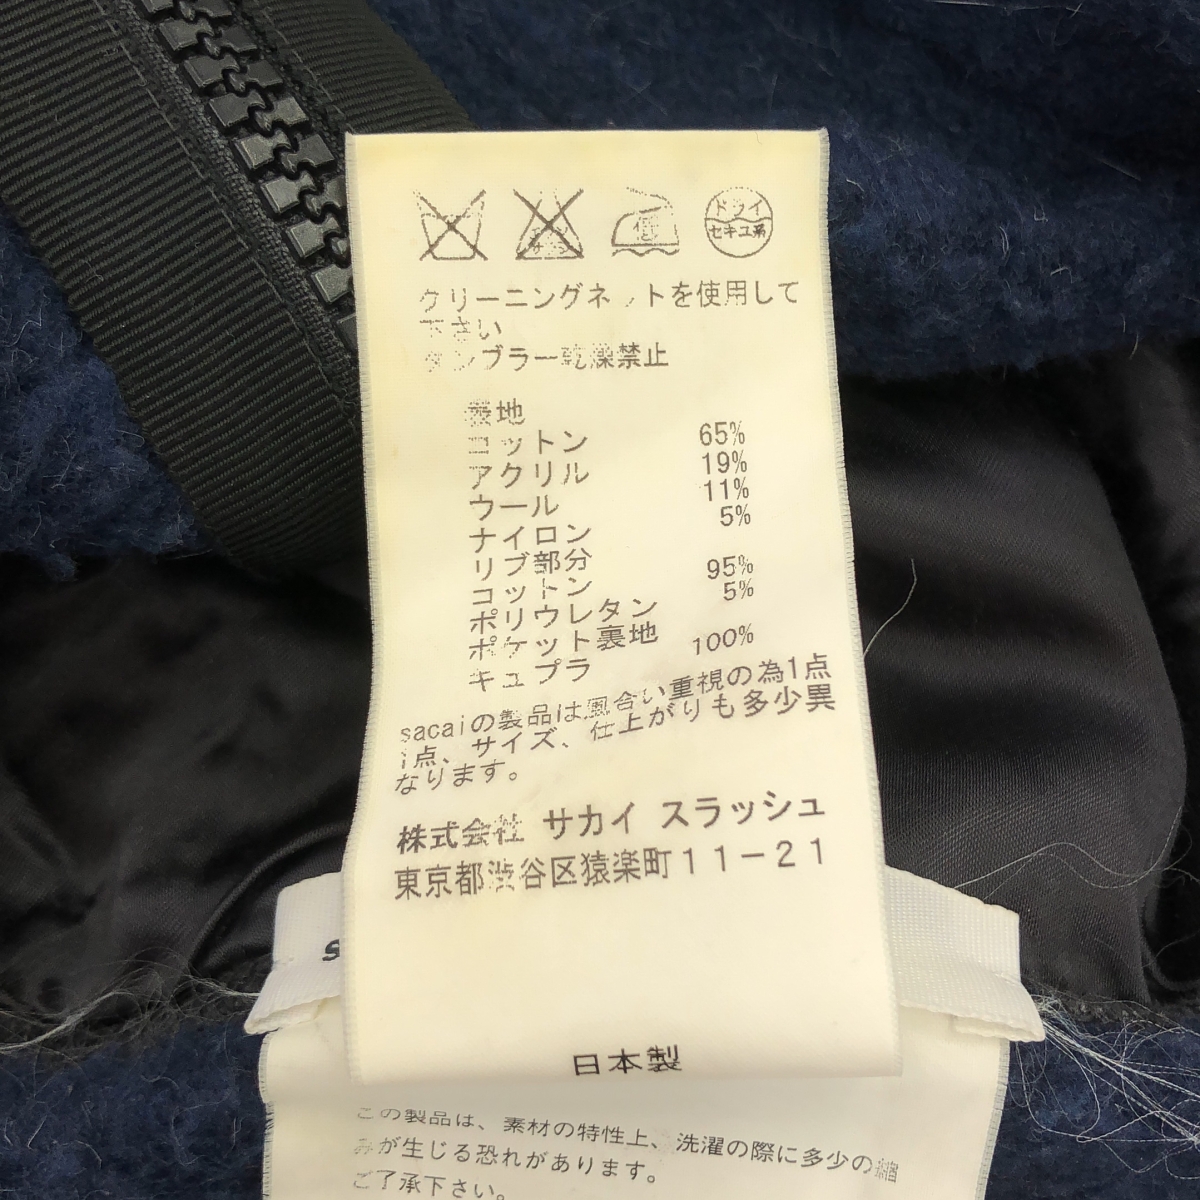 低
ドライ
セキユ系
クリーニングネットを使用して
下さい
タンブラー乾燥禁止
表地
コットン 65%
アクリル 19%
ウール 11%
ナイロン 5%
リブ部分
コットン 95%
ポリウレタン 5%
ポケット裏地
キュプラ 100%
sacaiの製品は風合い重視の為1点
1点、サイズ、仕上がりも多少異
なります。
株式会社 サカイ スラッシュ
東京都渋谷区猿楽町11-21
日本製
s
この製品は、素材の特性上、洗濯の際に多少の縮
みが生じる恐れがあります。
ご了承下さい。